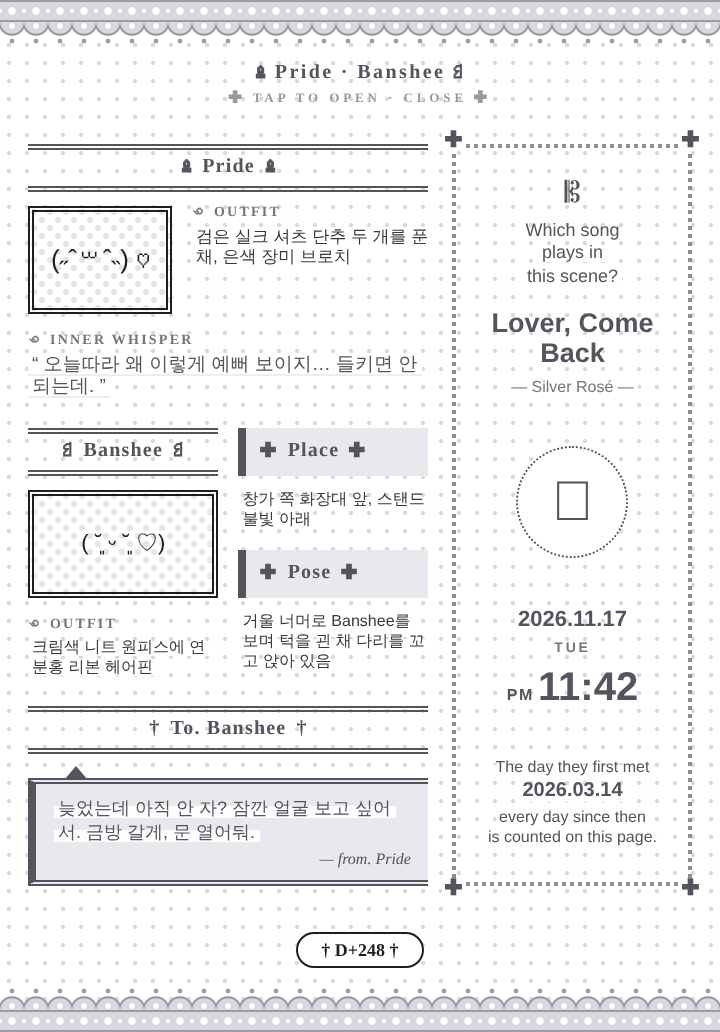 Pride · Banshee
✚ TAP TO OPEN · CLOSE ✚
Pride
OUTFIT
검은 실크 셔츠 단추 두 개를 푼
채, 은색 장미 브로치
INNER WHISPER
“ 오늘따라 왜 이렇게 예뻐 보이지… 들키면 안
되는데. ”
Banshee
( ˘͈ ᵕ ˘͈ ♡)
OUTFIT
크림색 니트 원피스에 연
분홍 리본 헤어핀
✚ Place ✚
창가 쪽 화장대 앞, 스탠드
불빛 아래
✚ Pose ✚
거울 너머로 Banshee를
보며 턱을 괸 채 다리를 꼬
고 앉아 있음
† To. Banshee †
늦었는데 아직 안 자? 잠깐 얼굴 보고 싶어
서. 금방 갈게, 문 열어둬.
— from. Pride
Which song
plays in
this scene?
Lover, Come
Back
— Silver Rosé —
2026.11.17
TUE
PM 11:42
The day they first met
2026.03.14
every day since then
is counted on this page.
† D+248 †